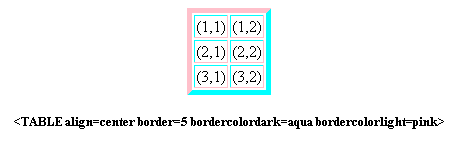 (1,1) (1,2)
(2,1) (2,2)
(3,1) (3,2)
<TABLE align=center border=5 bordercolordark=aqua bordercolorlight=pink>